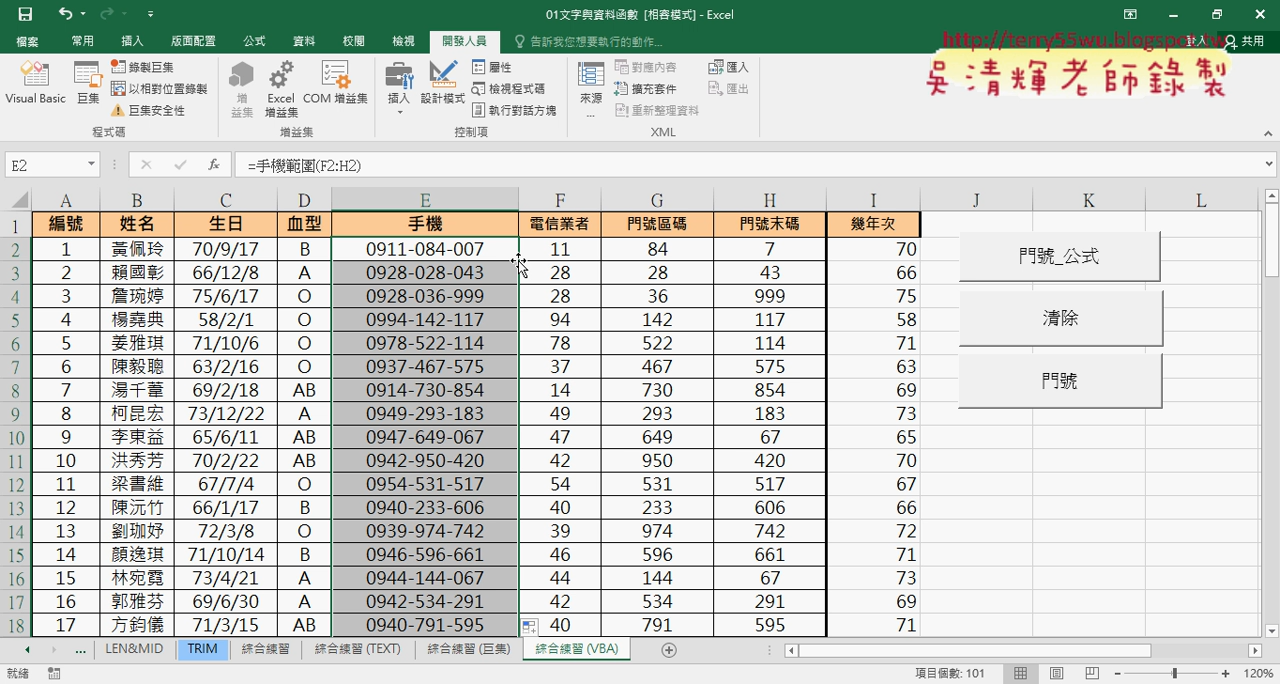 01文字與資料函數 [相容模式] - Excel
檔案 常用 插入 版面配置 公式 資料 校閱 檢視 開發人員 告訴我您想要執行的動作... 登入 共用
http://terry55wu.blogspot.tw
吳清輝老師錄製
Visual Basic 巨集 錄製巨集 以相對位置錄製 巨集安全性 程式碼
增益集 Excel 增益集 COM 增益集 增益集
插入 設計模式 屬性 檢視程式碼 執行對話方塊 控制項
來源... 對應內容 擴充套件 重新整理資料 匯入 匯出 XML
E2 fx =手機範圍(F2:H2)
A B C D E F G H I J K L
1 編號 姓名 生日 血型 手機 電信業者 門號區碼 門號末碼 幾年次
2 1 黃佩玲 70/9/17 B 0911-084-007 11 84 7 70
3 2 賴國彰 66/12/8 A 0928-028-043 28 28 43 66
4 3 詹琬婷 75/6/17 O 0928-036-999 28 36 999 75
5 4 楊堯典 58/2/1 O 0994-142-117 94 142 117 58
6 5 姜雅琪 71/10/6 O 0978-522-114 78 522 114 71
7 6 陳毅聰 63/2/16 O 0937-467-575 37 467 575 63
8 7 湯千蕙 69/2/18 AB 0914-730-854 14 730 854 69
9 8 柯昆宏 73/12/22 A 0949-293-183 49 293 183 73
10 9 李東益 65/6/11 AB 0947-649-067 47 649 67 65
11 10 洪秀芳 70/2/22 AB 0942-950-420 42 950 420 70
12 11 梁書維 67/7/4 O 0954-531-517 54 531 517 67
13 12 陳沅竹 66/1/17 B 0940-233-606 40 233 606 66
14 13 劉珈妤 72/3/8 O 0939-974-742 39 974 742 72
15 14 顏逸琪 71/10/14 B 0946-596-661 46 596 661 71
16 15 林宛霓 73/4/21 A 0944-144-067 44 144 67 73
17 16 郭雅芬 69/6/30 A 0942-534-291 42 534 291 69
18 17 方鈞儀 71/3/15 AB 0940-791-595 40 791 595 71
門號_公式
清除
門號
... LEN&MID TRIM 綜合練習 綜合練習 (TEXT) 綜合練習 (巨集) 綜合練習 (VBA)
就緒 項目個數: 101 120%